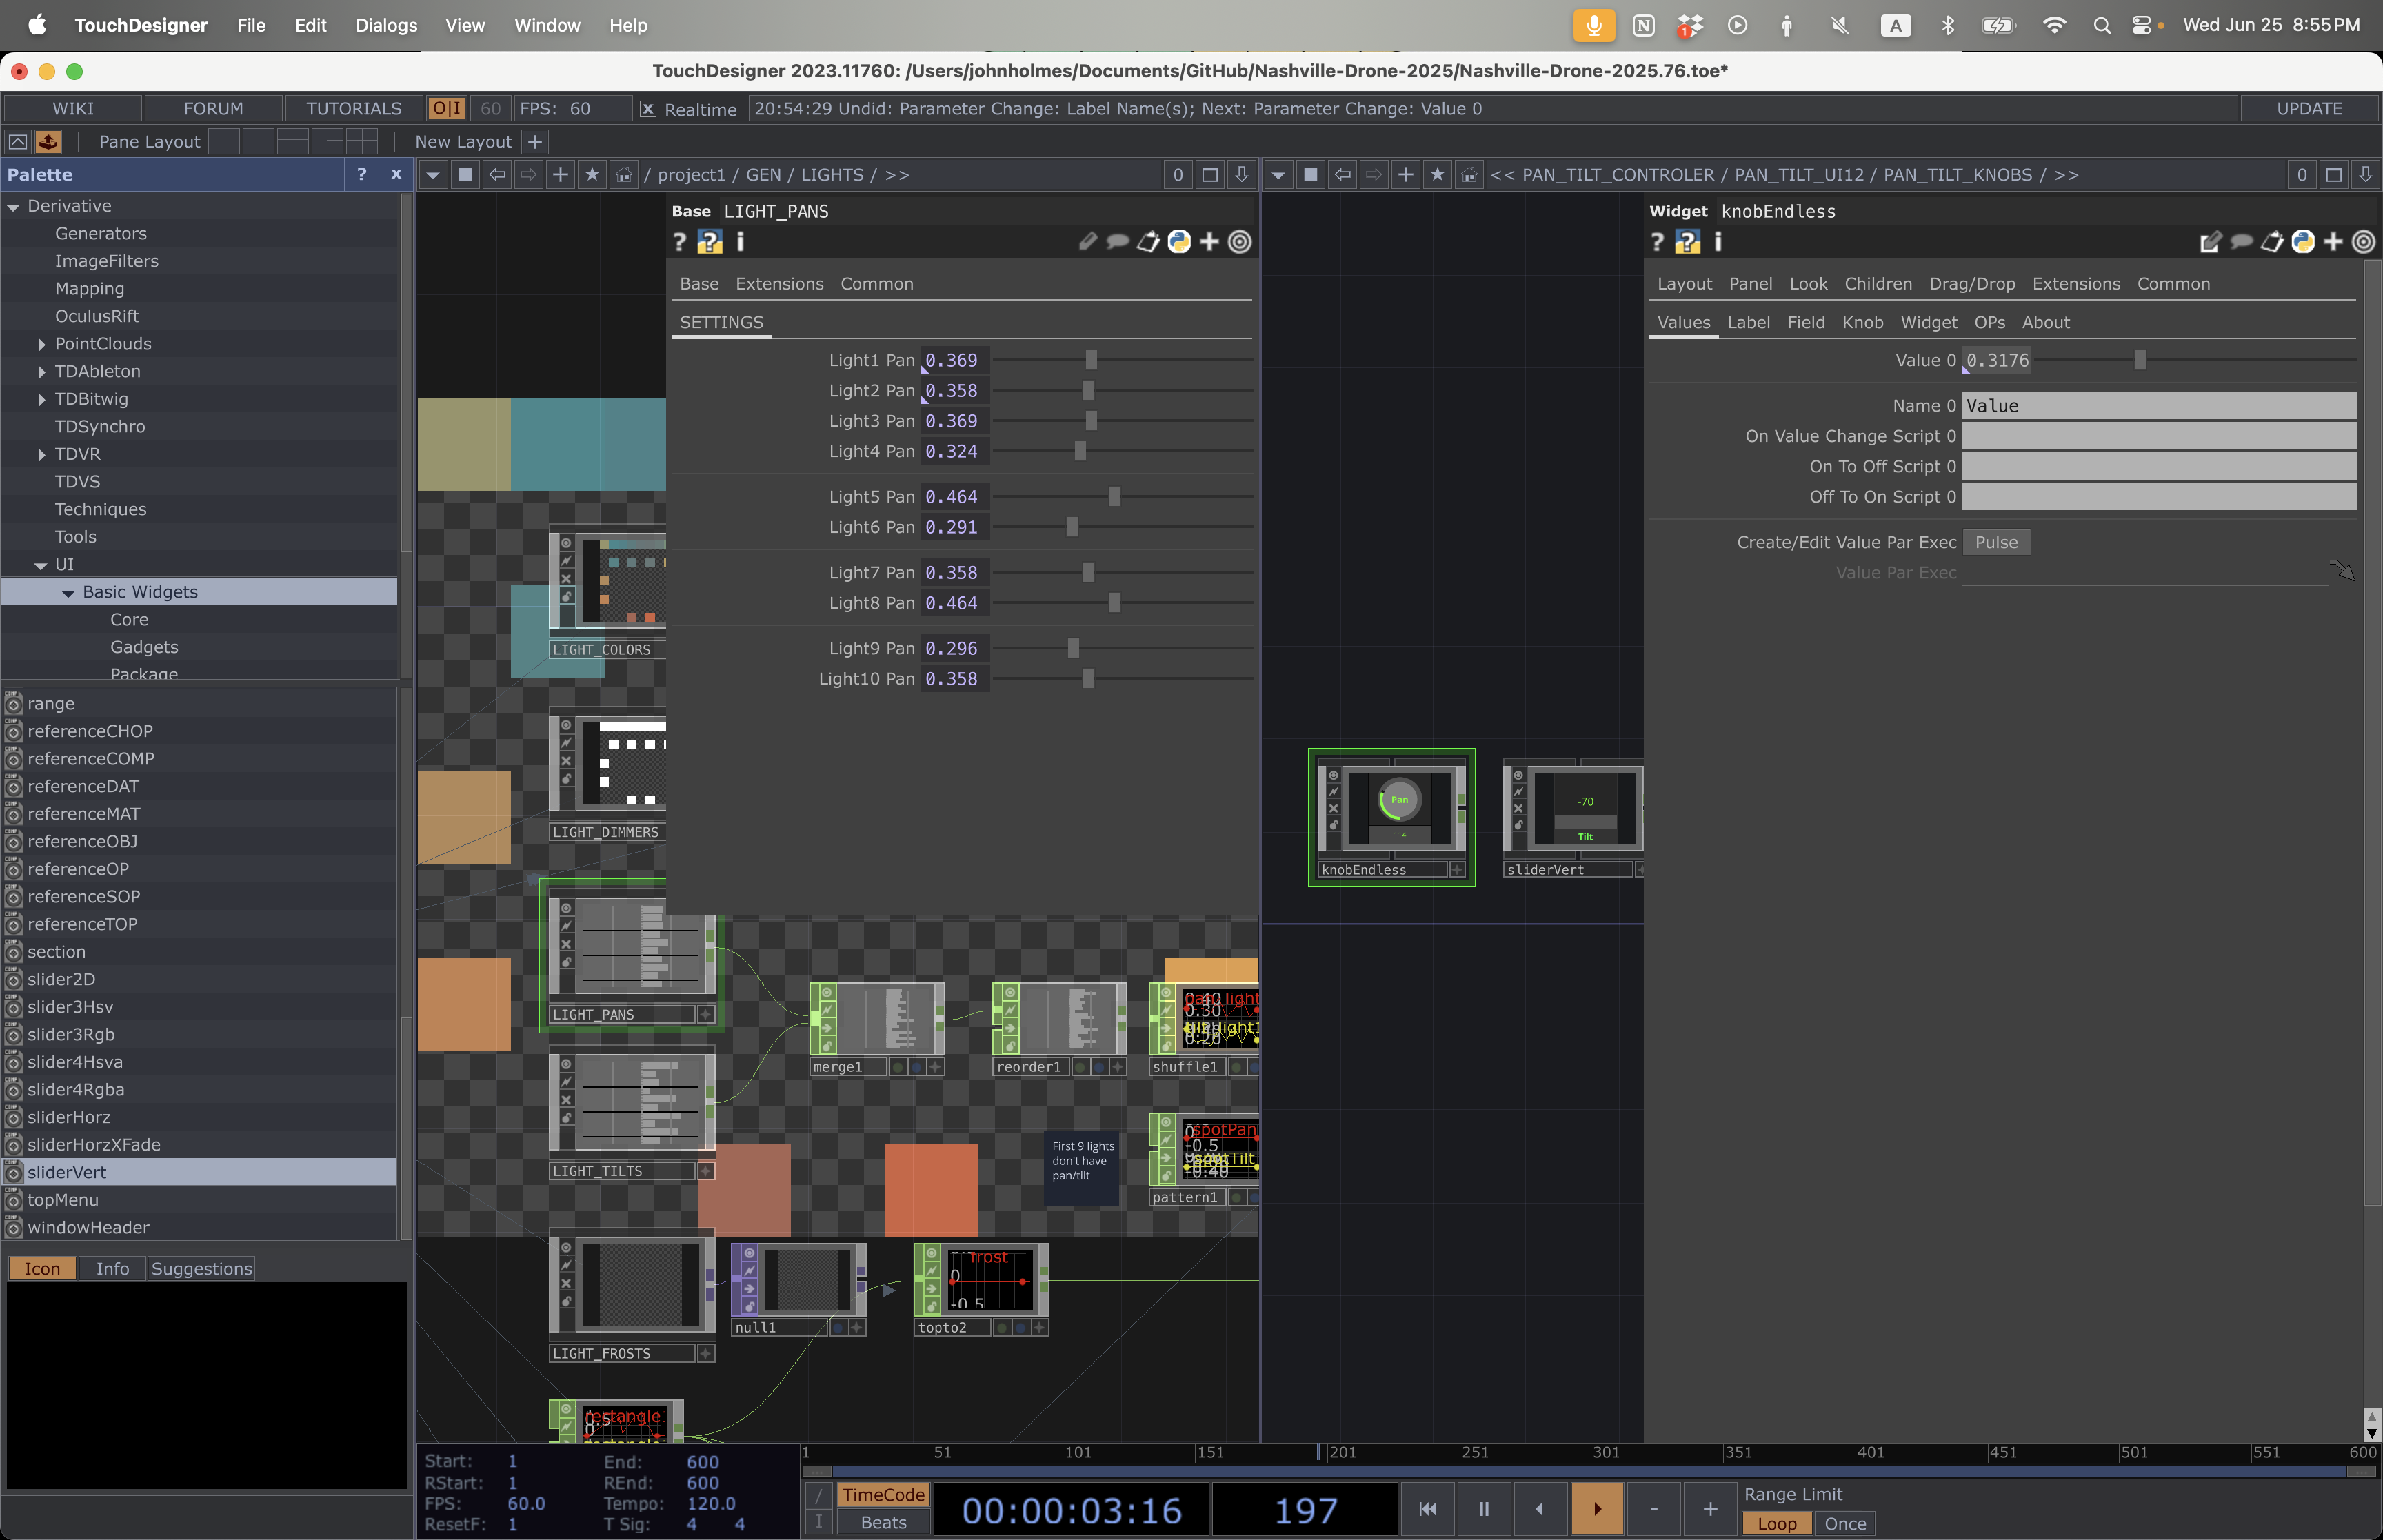 TouchDesigner File Edit Dialogs View Window Help
1 A Wed Jun 25 8:55 PM
TouchDesigner 2023.11760: /Users/johnholmes/Documents/GitHub/Nashville-Drone-2025/Nashville-Drone-2025.76.toe*
WIKI FORUM TUTORIALS O|I 60 FPS: 60 Realtime 20:54:29 Undid: Parameter Change: Label Name(s); Next: Parameter Change: Value 0 UPDATE
Pane Layout New Layout +
Palette ? x
Derivative
Generators
ImageFilters
Mapping
OculusRift
PointClouds
TDAbleton
TDBitwig
TDSynchro
TDVR
TDVS
Techniques
Tools
UI
Basic Widgets
Core
Gadgets
Package
range
referenceCHOP
referenceCOMP
referenceDAT
referenceMAT
referenceOBJ
referenceOP
referenceSOP
referenceTOP
section
slider2D
slider3Hsv
slider3Rgb
slider4Hsva
slider4Rgba
sliderHorz
sliderHorzXFade
sliderVert
topMenu
windowHeader
Icon Info Suggestions
/ project1 / GEN / LIGHTS / >> 0
Base LIGHT_PANS
? ? i
Base Extensions Common
SETTINGS
Light1 Pan 0.369
Light2 Pan 0.358
Light3 Pan 0.369
Light4 Pan 0.324
Light5 Pan 0.464
Light6 Pan 0.291
Light7 Pan 0.358
Light8 Pan 0.464
Light9 Pan 0.296
Light10 Pan 0.358
LIGHT_COLORS
LIGHT_DIMMERS
LIGHT_PANS
LIGHT_TILTS
LIGHT_FROSTS
merge1
reorder1
shuffle1
First 9 lights
don't have
pan/tilt
spotPan
spotTilt
pattern1
null1
frost
0
-0.5
topto2
rectangle
<< PAN_TILT_CONTROLER / PAN_TILT_UI12 / PAN_TILT_KNOBS / >> 0
Pan
114
knobEndless
-70
Tilt
sliderVert
Widget knobEndless
? ? i
Layout Panel Look Children Drag/Drop Extensions Common
Values Label Field Knob Widget OPs About
Value 0 0.3176
Name 0 Value
On Value Change Script 0
On To Off Script 0
Off To On Script 0
Create/Edit Value Par Exec Pulse
Value Par Exec
Start: 1 End: 600
RStart: 1 REnd: 600
FPS: 60.0 Tempo: 120.0
ResetF: 1 T Sig: 4 4
1 51 101 151 201 251 301 351 401 451 501 551 600
TimeCode
Beats
00:00:03:16
197
- +
Range Limit
Loop Once